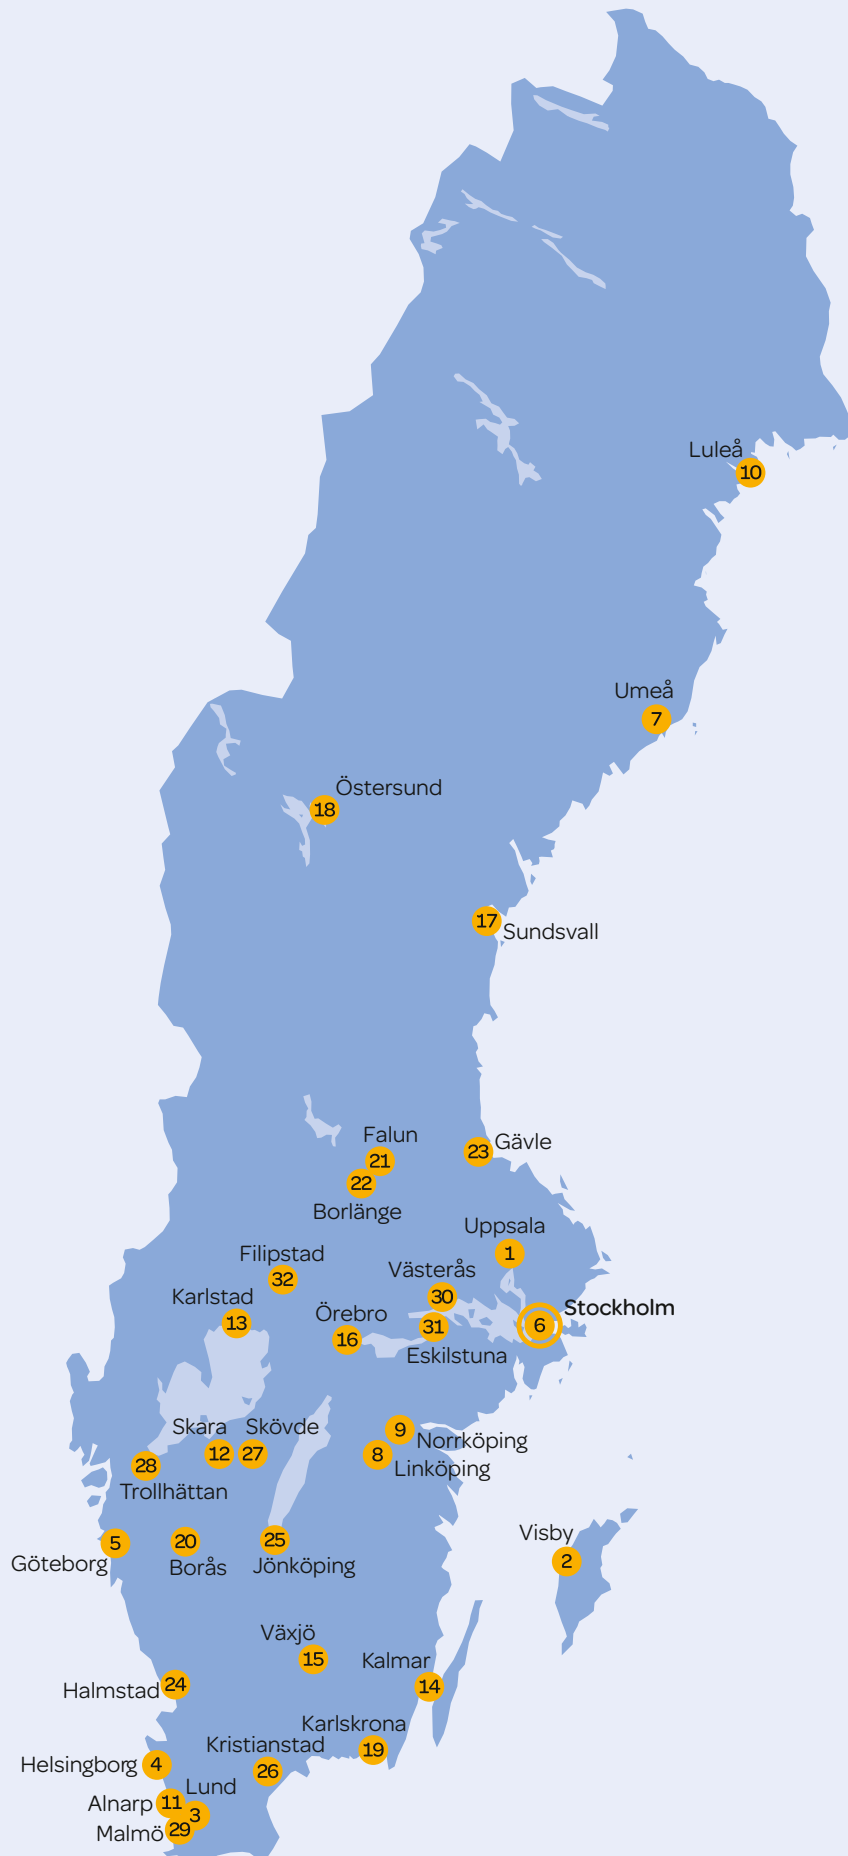 Luleå
10
Umeå
7
Östersund
18
17
Sundsvall
Falun
21
Gävle
23
22
Borlänge
Uppsala
1
Filipstad
32
Västerås
30
Karlstad
13
Örebro
16
31
Eskilstuna
Stockholm
6
Skara
12
Skövde
27
9
Norrköping
8
Linköping
28
Trollhättan
Visby
2
5
Göteborg
20
Borås
25
Jönköping
Växjö
15
Kalmar
14
24
Halmstad
Karlskrona
19
Kristianstad
26
Helsingborg
4
Lund
3
Alnarp
11
Malmö
29